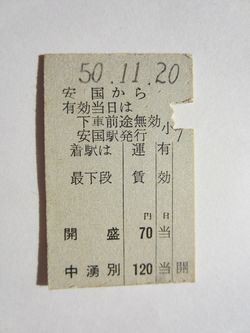 50.11.20
安国から
有効当日は
下車前途無効
安国駅発行
小
着駅は 運 有
最下段 賃 効
円 日
開盛 70 当
中湧別 120 当 開